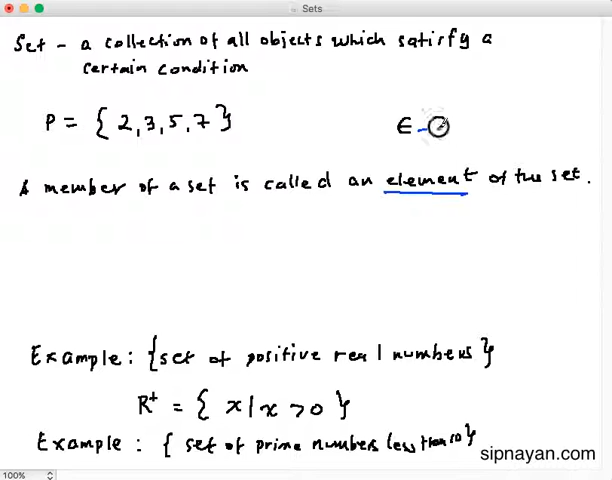 Sets
Set - a collection of all objects which satisfy a
certain condition
P = { 2, 3, 5, 7 }
∈ -
A member of a set is called an element of the set.
Example: {set of positive real numbers}
R⁺ = { x | x > 0 }
Example : { set of prime numbers less than 10}
sipnayan.com
100%